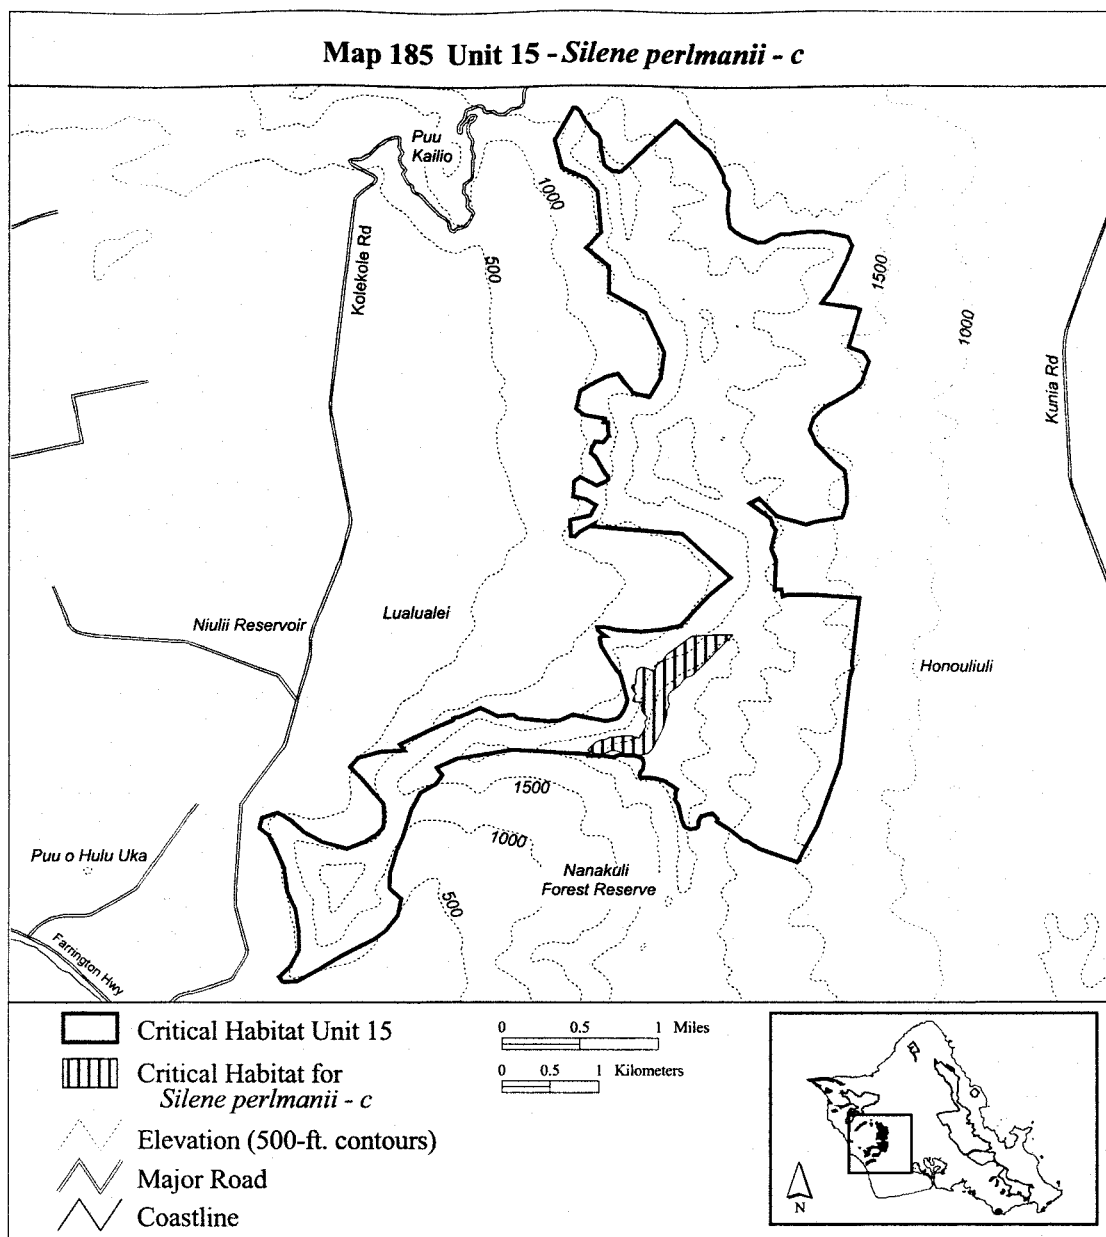 Map 185 Unit 15 - Silene perlmanii - c
Puu
Kailio
1000
Kolekole Rd
500
1500
1000
Kunia Rd
Lualualei
Niulii Reservoir
Honouliuli
1500
1000
Puu o Hulu Uka
Nanakuli
Forest Reserve
500
Farrington Hwy
Critical Habitat Unit 15
Critical Habitat for
Silene perlmanii - c
Elevation (500-ft. contours)
Major Road
Coastline
0 0.5 1 Miles
0 0.5 1 Kilometers
N